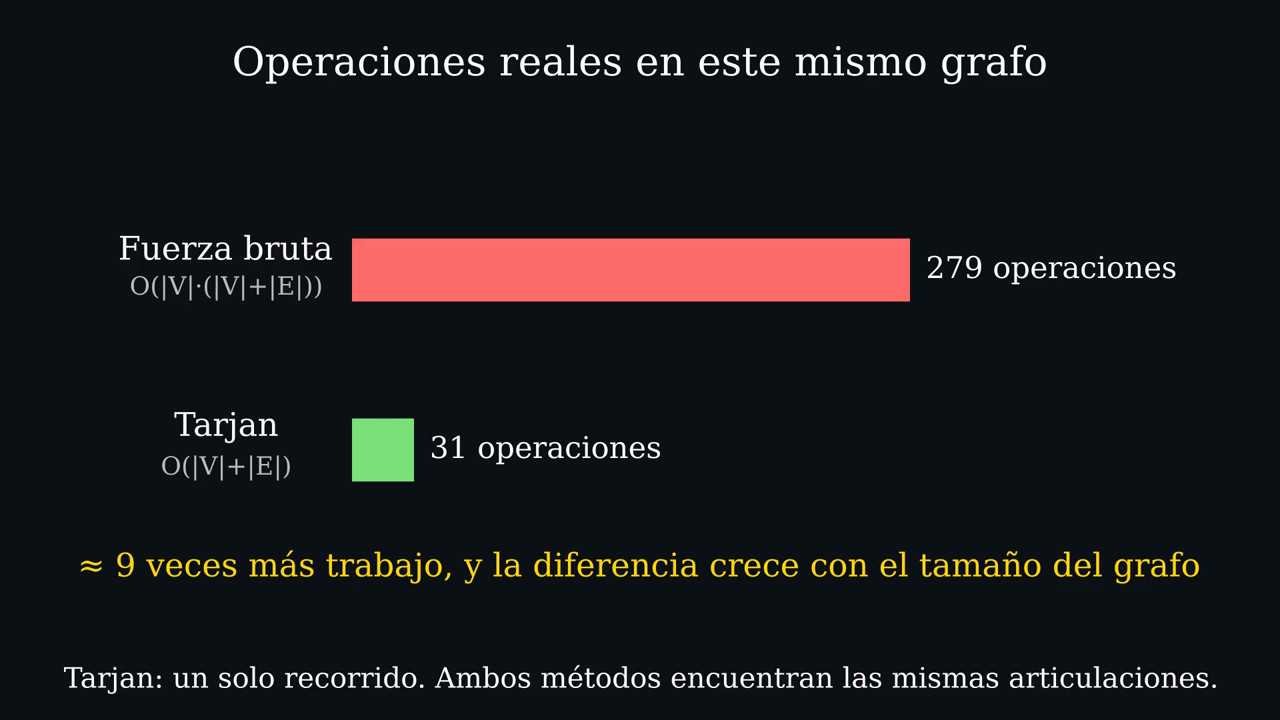 Operaciones reales en este mismo grafo
Fuerza bruta
O(|V|·(|V|+|E|))
279 operaciones
Tarjan
O(|V|+|E|)
31 operaciones
≈ 9 veces más trabajo, y la diferencia crece con el tamaño del grafo
Tarjan: un solo recorrido. Ambos métodos encuentran las mismas articulaciones.